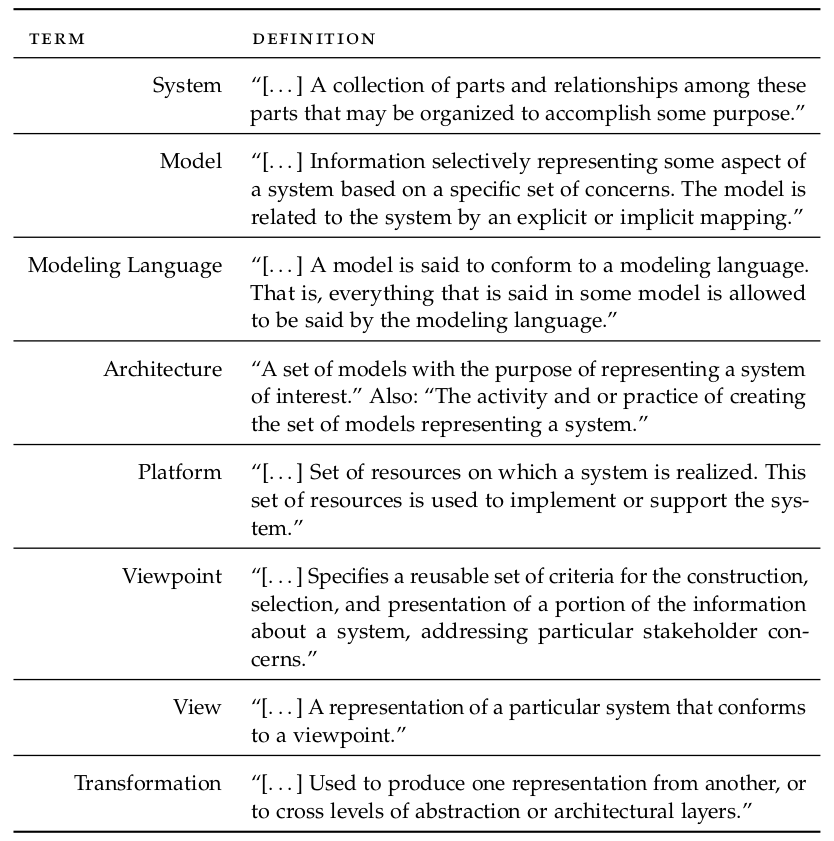 TERM DEFINITION
System “[. . . ] A collection of parts and relationships among these
parts that may be organized to accomplish some purpose.”
Model “[. . . ] Information selectively representing some aspect of
a system based on a specific set of concerns. The model is
related to the system by an explicit or implicit mapping.”
Modeling Language “[. . . ] A model is said to conform to a modeling language.
That is, everything that is said in some model is allowed
to be said by the modeling language.”
Architecture “A set of models with the purpose of representing a system
of interest.” Also: “The activity and or practice of creating
the set of models representing a system.”
Platform “[. . . ] Set of resources on which a system is realized. This
set of resources is used to implement or support the sys-
tem.”
Viewpoint “[. . . ] Specifies a reusable set of criteria for the construction,
selection, and presentation of a portion of the information
about a system, addressing particular stakeholder con-
cerns.”
View “[. . . ] A representation of a particular system that conforms
to a viewpoint.”
Transformation “[. . . ] Used to produce one representation from another, or
to cross levels of abstraction or architectural layers.”